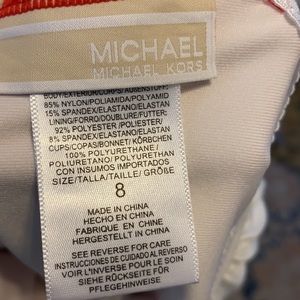 MICHAEL
MICHAEL KORS
BODY/EXTERIOR/CORPS/AUßENSTOFF:
85% NYLON/POLIAMIDA/POLYAMID
15% SPANDEX/ELASTANO/ELASTAN
LINING/FORRO/DOUBLURE/FUTTER:
92% POLYESTER /POLIESTER/
8% SPANDEX/ELASTANO/ELASTAN
CUPS/COPAS/BONNET/KÖRBCHEN
100% POLYURETHANE/
POLIURETANO/ POLYURETHAN
CON INSUMOS IMPORTADOS
SIZE/TALLA/TAILLE/ GRÖßE
8
MADE IN CHINA
HECHO EN CHINA
FABRIQUE EN CHINE
HERGESTELLT IN CHINA
SEE REVERSE FOR CARE
INSTRUCCIONES DE CUIDADO AL REVERSO
VOIR L'INVERSE POUR LE SOIN
SIEHE RÜCKSEITE FÜR
PFLEGEHINWEISE